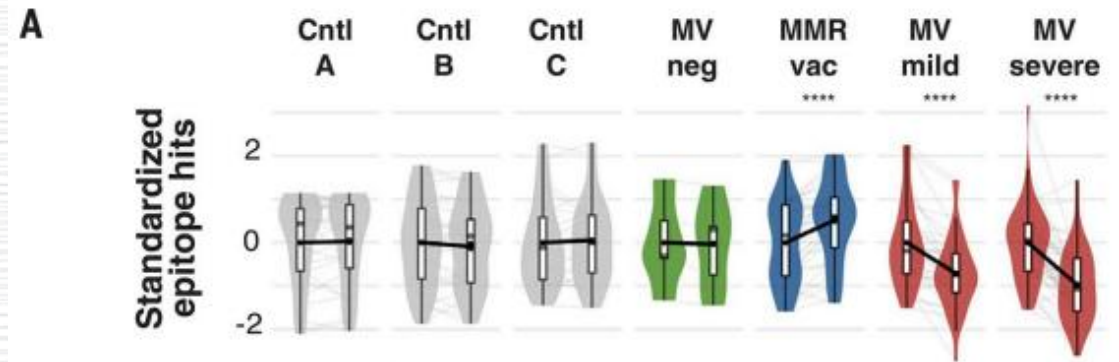 A
Cntl A
Cntl B
Cntl C
MV neg
MMR vac
MV mild
MV severe
**** **** ****
Standardized
epitope hits
2
0
-2